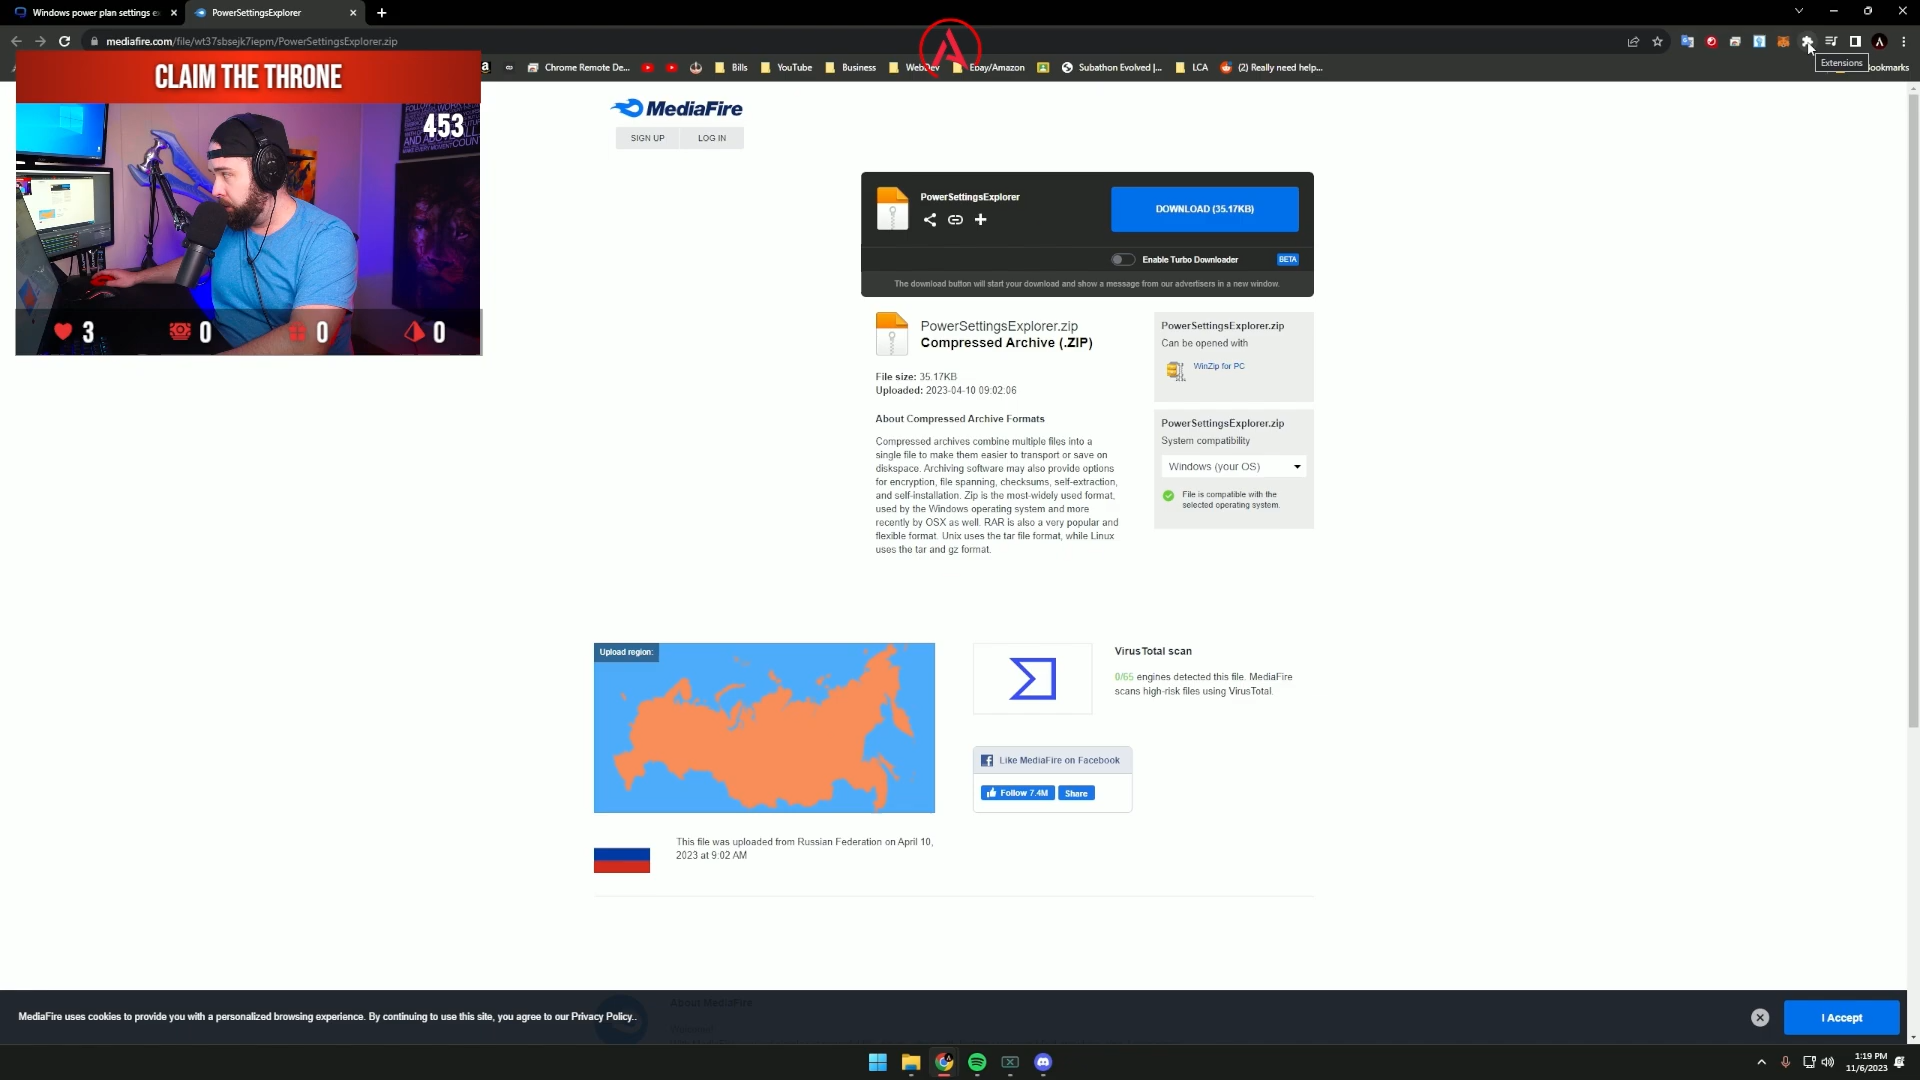 Windows power plan settings e
PowerSettingsExplorer
mediafire.com/file/wt37sbsejk7iepm/PowerSettingsExplorer.zip
Extensions
Chrome Remote De...
Bills
YouTube
Business
WebDev
Ebay/Amazon
Subathon Evolved |...
LCA
(2) Really need help...
ookmarks
CLAIM THE THRONE
453
3
0
0
0
MediaFire
SIGN UP
LOG IN
PowerSettingsExplorer
DOWNLOAD (35.17KB)
Enable Turbo Downloader
BETA
The download button will start your download and show a message from our advertisers in a new window.
PowerSettingsExplorer.zip
Compressed Archive (.ZIP)
File size: 35.17KB
Uploaded: 2023-04-10 09:02:06
About Compressed Archive Formats
Compressed archives combine multiple files into a
single file to make them easier to transport or save on
diskspace. Archiving software may also provide options
for encryption, file spanning, checksums, self-extraction,
and self-installation. Zip is the most-widely used format,
used by the Windows operating system and more
recently by OSX as well. RAR is also a very popular and
flexible format. Unix uses the tar file format, while Linux
uses the tar and gz format.
PowerSettingsExplorer.zip
Can be opened with
WinZip for PC
PowerSettingsExplorer.zip
System compatibility
Windows (your OS)
File is compatible with the
selected operating system.
Upload region:
This file was uploaded from Russian Federation on April 10,
2023 at 9:02 AM
VirusTotal scan
0/65 engines detected this file. MediaFire
scans high-risk files using VirusTotal.
Like MediaFire on Facebook
Follow 7.4M
Share
About MediaFire
MediaFire uses cookies to provide you with a personalized browsing experience. By continuing to use this site, you agree to our Privacy Policy..
I Accept
1:19 PM
11/6/2023